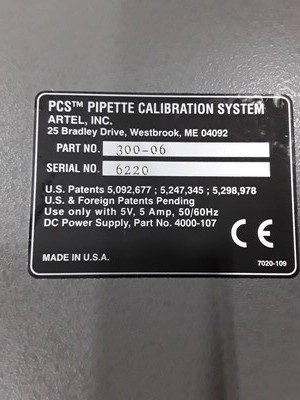 PCS™ PIPETTE CALIBRATION SYSTEM
ARTEL, INC.
25 Bradley Drive, Westbrook, ME 04092
PART NO. 300-06
SERIAL NO. 6220
U.S. Patents 5,092,677 ; 5,247,345 ; 5,298,978
U.S. & Foreign Patents Pending
Use only with 5V, 5 Amp, 50/60Hz
DC Power Supply, Part No. 4000-107
CE
MADE IN U.S.A.
7020-109